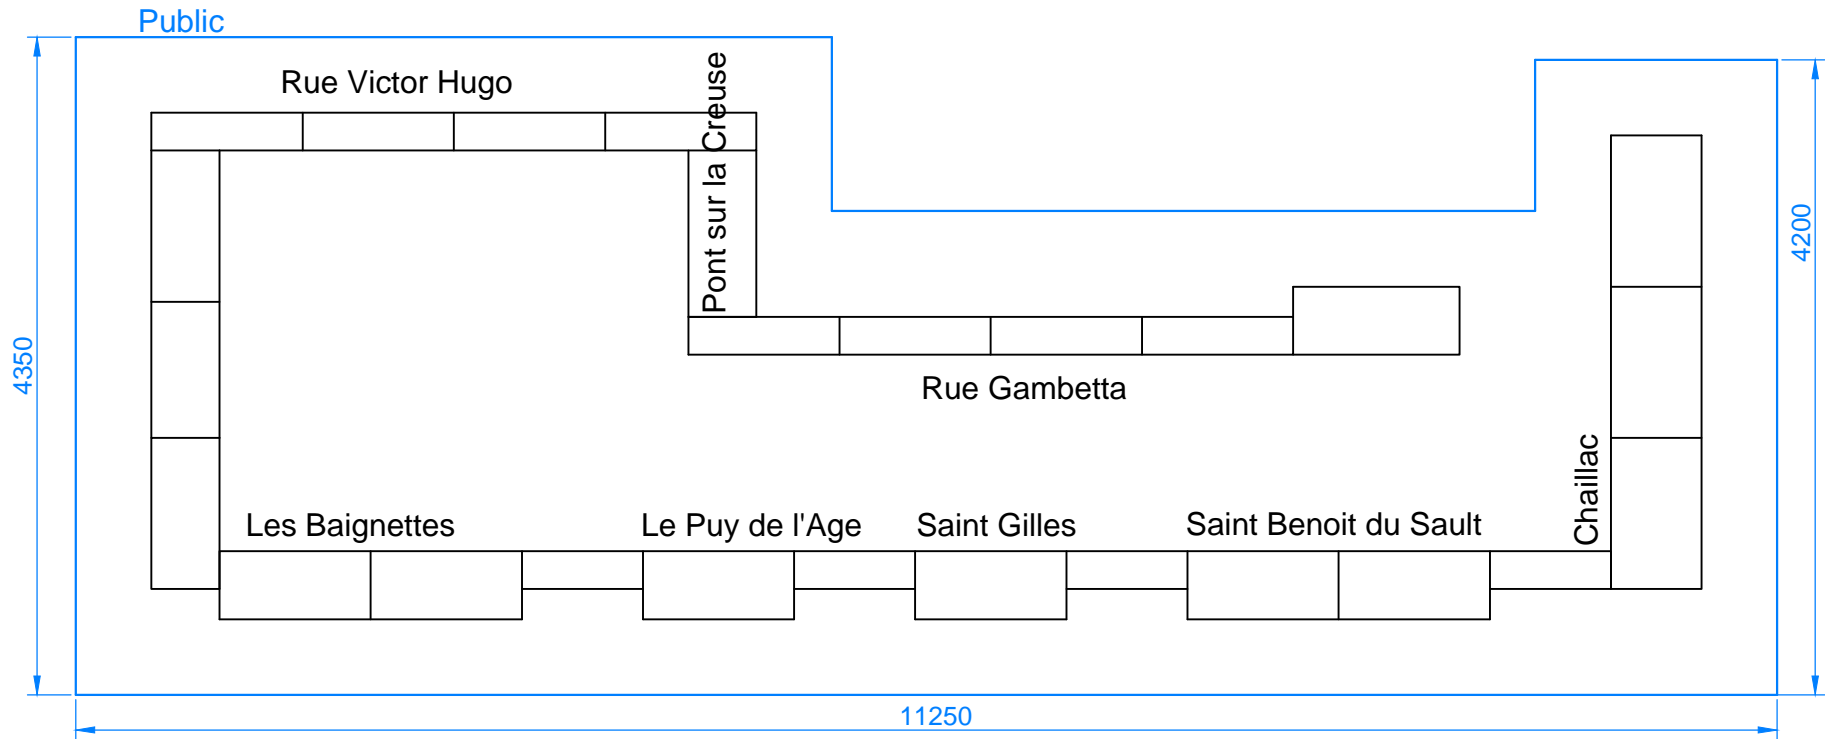 Public
Rue Victor Hugo
Pont sur la Creuse
4200
4350
Rue Gambetta
Chaillac
Les Baignettes
Le Puy de l'Age
Saint Gilles
Saint Benoit du Sault
11250